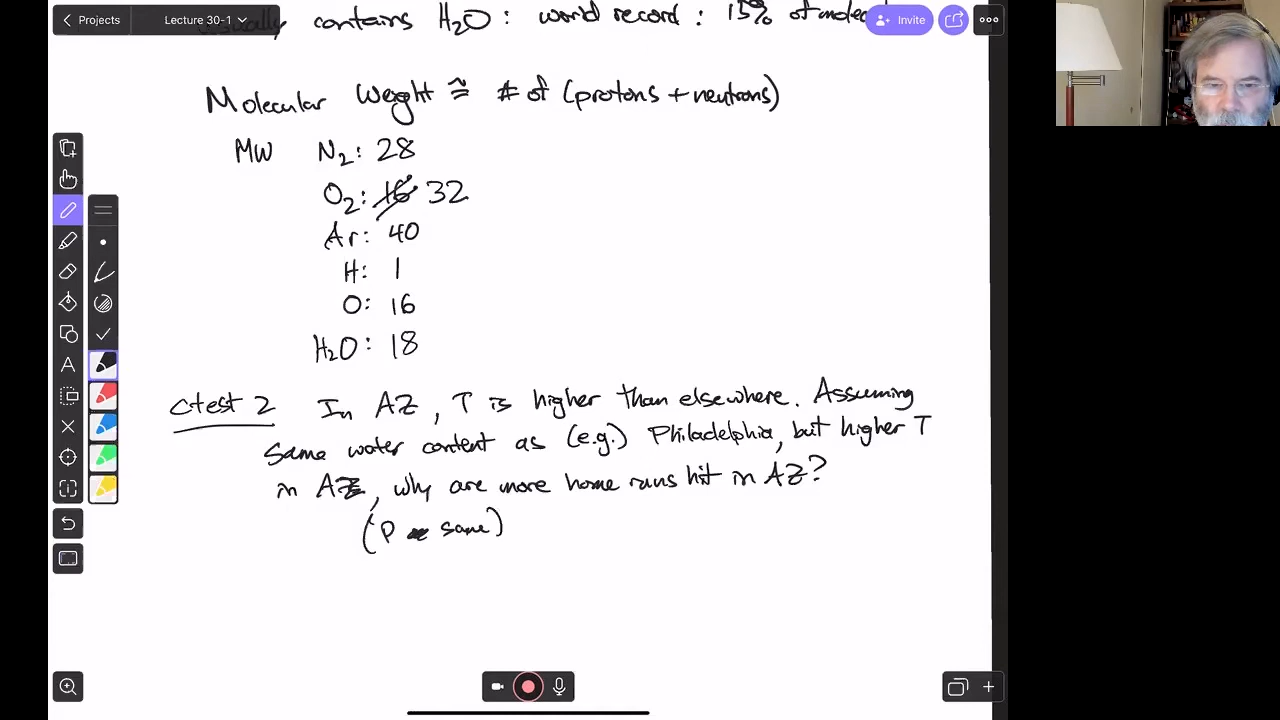 Projects
Lecture 30-1
Invite
contains H₂O : world record : 15% of
Molecular Weight ≅ # of (protons + neutrons)
MW N₂: 28
O₂: 16 32
Ar: 40
H: 1
O: 16
H₂O: 18
Ctest 2 In AZ, T is higher than elsewhere. Assuming
same water content as (e.g.) Philadelphia, but higher T
in AZ, why are more home runs hit in AZ?
(P same)